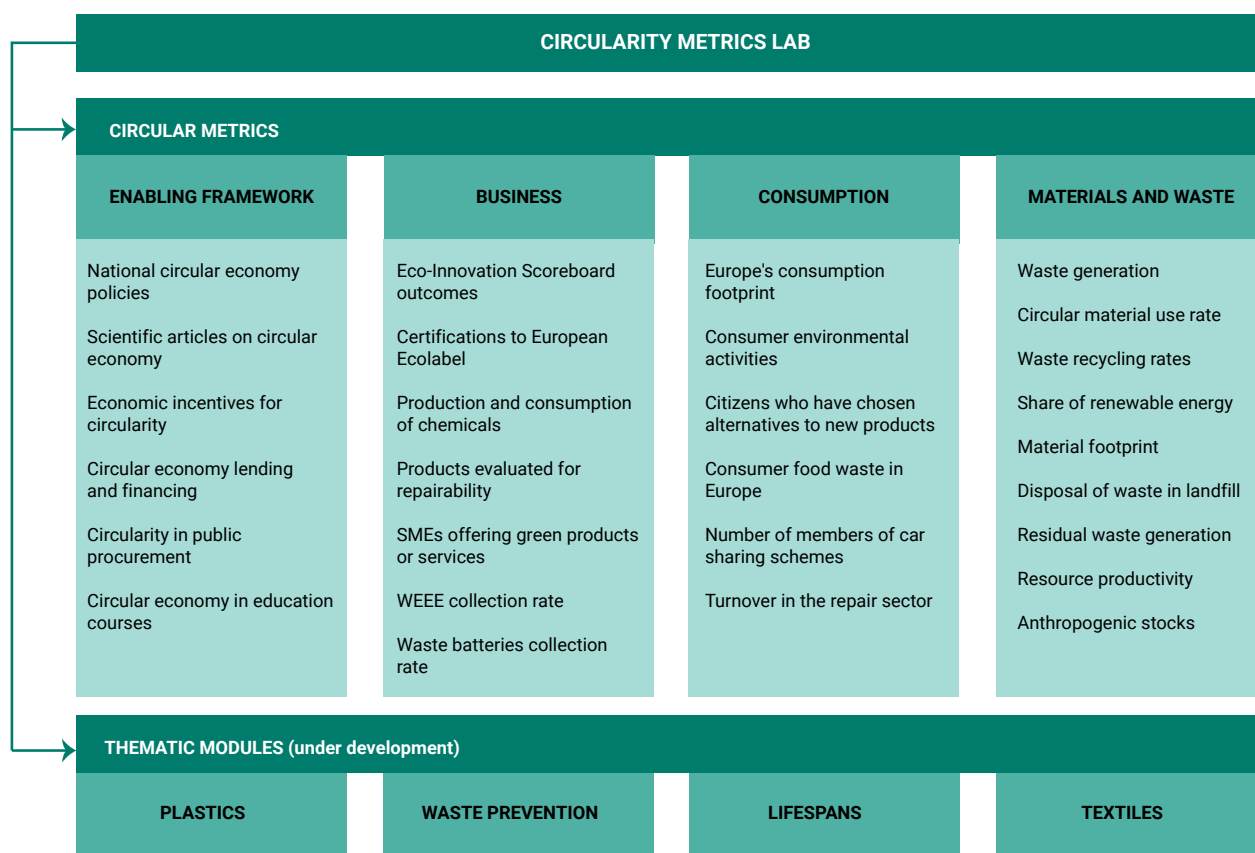 CIRCULARITY METRICS LAB
CIRCULAR METRICS
ENABLING FRAMEWORK
National circular economy
policies
Scientific articles on circular
economy
Economic incentives for
circularity
Circular economy lending
and financing
Circularity in public
procurement
Circular economy in education
courses
BUSINESS
Eco-Innovation Scoreboard
outcomes
Certifications to European
Ecolabel
Production and consumption
of chemicals
Products evaluated for
repairability
SMEs offering green products
or services
WEEE collection rate
Waste batteries collection
rate
CONSUMPTION
Europe's consumption
footprint
Consumer environmental
activities
Citizens who have chosen
alternatives to new products
Consumer food waste in
Europe
Number of members of car
sharing schemes
Turnover in the repair sector
MATERIALS AND WASTE
Waste generation
Circular material use rate
Waste recycling rates
Share of renewable energy
Material footprint
Disposal of waste in landfill
Residual waste generation
Resource productivity
Anthropogenic stocks
THEMATIC MODULES (under development)
PLASTICS
WASTE PREVENTION
LIFESPANS
TEXTILES